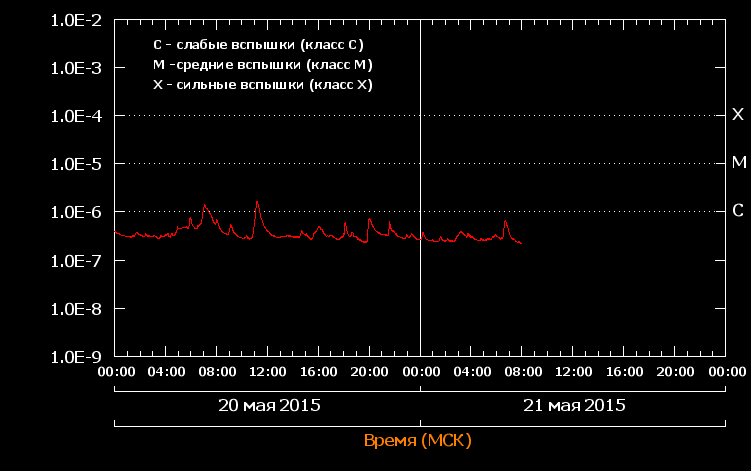 1.0E-2
C - слабые вспышки (класс C)
M -средние вспышки (класс M)
1.0E-3
X - сильные вспышки (класс X)
1.0E-4
X
1.0E-5
M
1.0E-6
C
1.0E-7
1.0E-8
1.0E-9
00:00 04:00 08:00 12:00 16:00 20:00 00:00 04:00 08:00 12:00 16:00 20:00 00:00
20 мая 2015 21 мая 2015
Время (МСК)